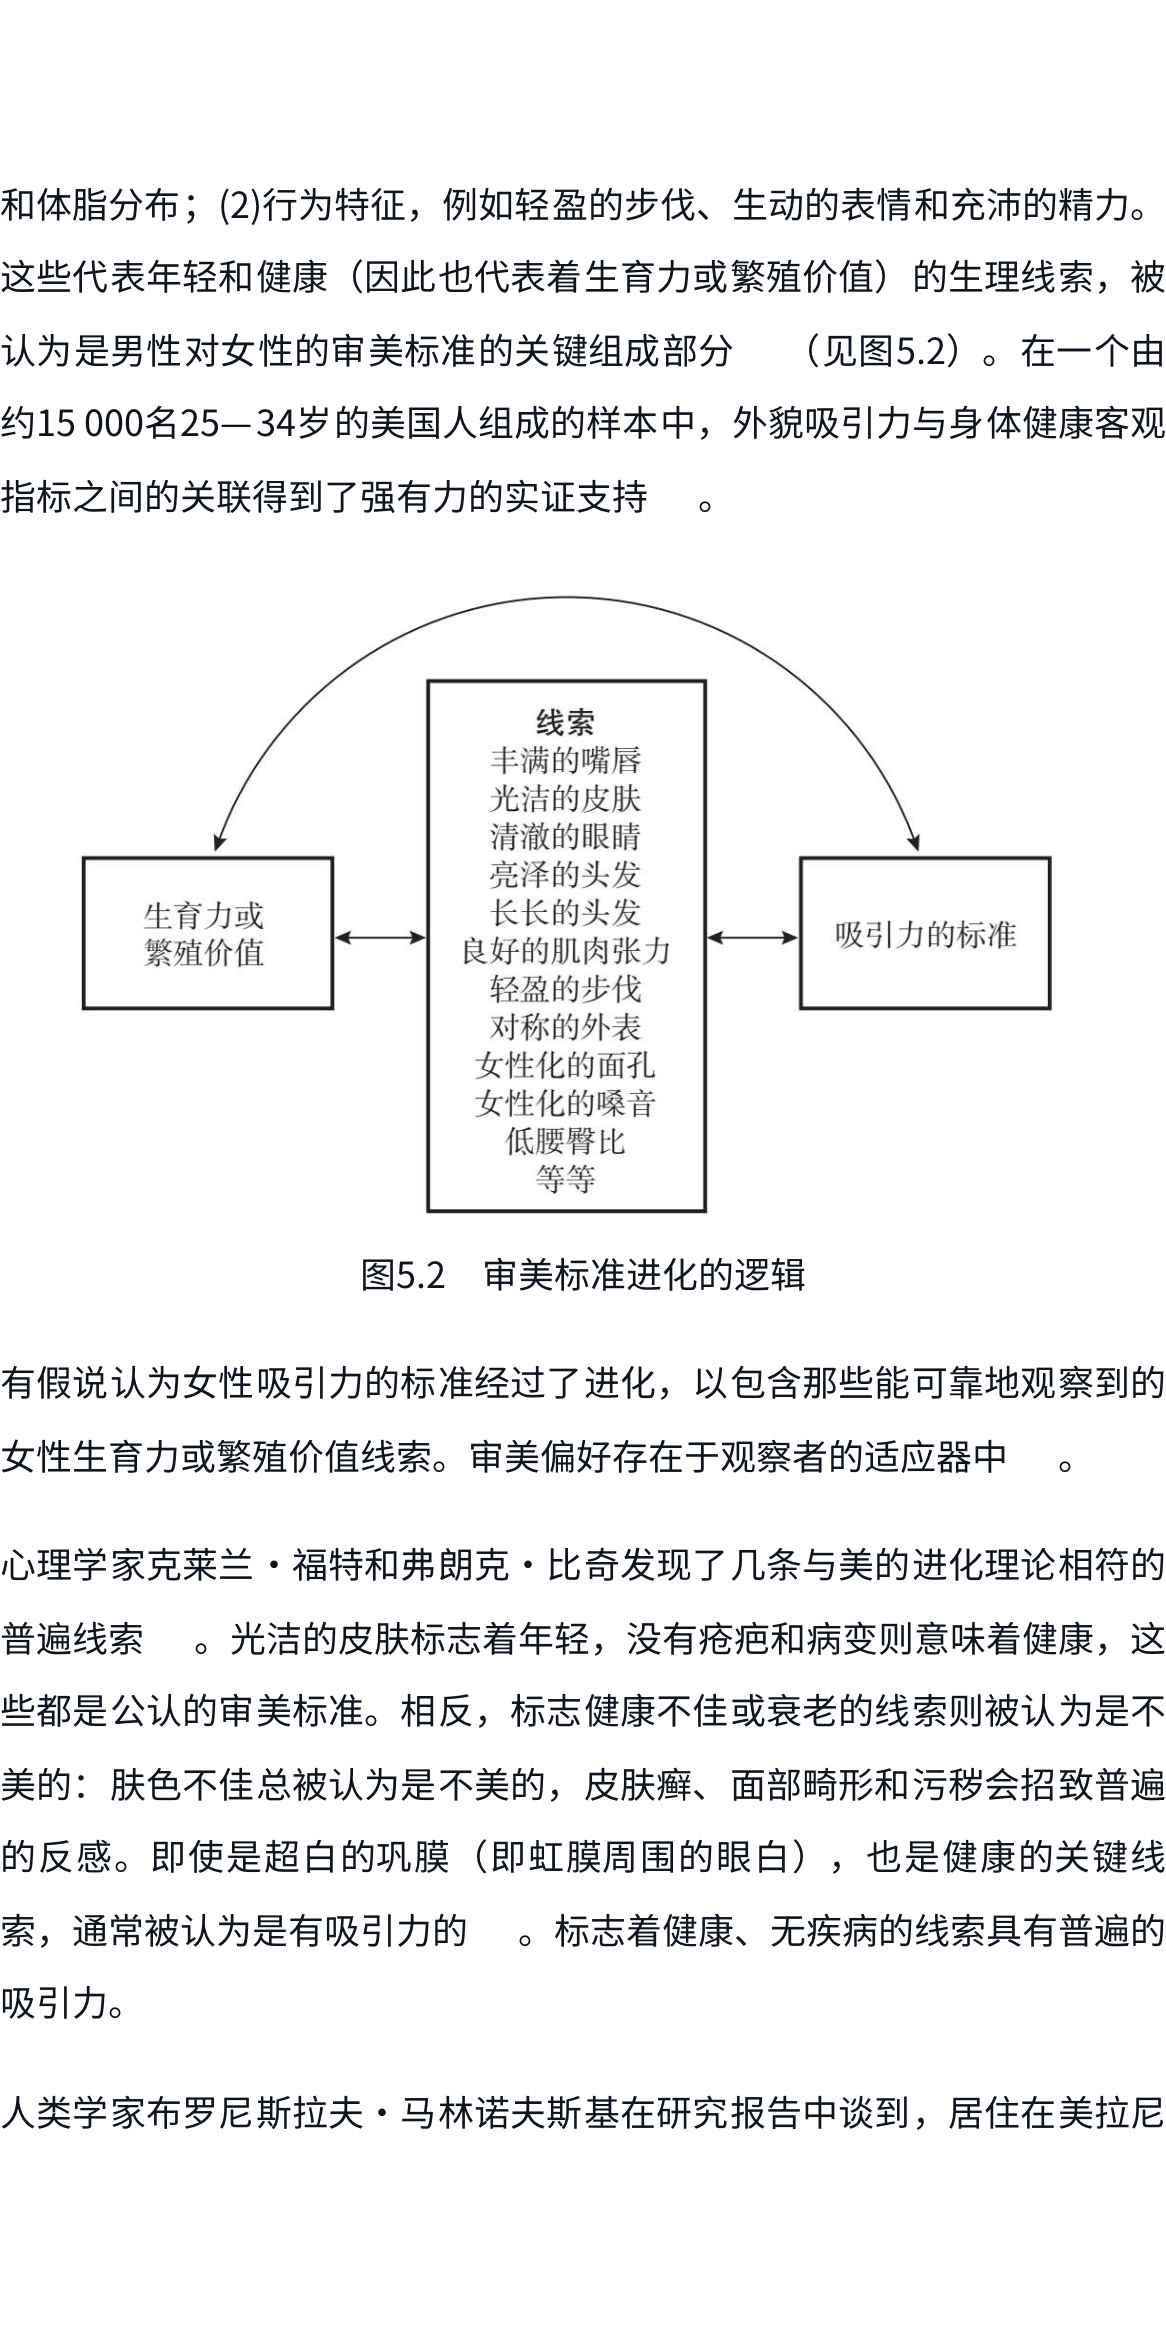 和体脂分布；(2)行为特征，例如轻盈的步伐、生动的表情和充沛的精力。
这些代表年轻和健康（因此也代表着生育力或繁殖价值）的生理线索，被
认为是男性对女性的审美标准的关键组成部分　（见图5.2）。在一个由
约15 000名25—34岁的美国人组成的样本中，外貌吸引力与身体健康客观
指标之间的关联得到了强有力的实证支持　。
线索
丰满的嘴唇
光洁的皮肤
清澈的眼睛
亮泽的头发
长长的头发
良好的肌肉张力
轻盈的步伐
对称的外表
女性化的面孔
女性化的嗓音
低腰臀比
等等
生育力或
繁殖价值
吸引力的标准
图5.2　审美标准进化的逻辑
有假说认为女性吸引力的标准经过了进化，以包含那些能可靠地观察到的
女性生育力或繁殖价值线索。审美偏好存在于观察者的适应器中　。
心理学家克莱兰·福特和弗朗克·比奇发现了几条与美的进化理论相符的
普遍线索　。光洁的皮肤标志着年轻，没有疮疤和病变则意味着健康，这
些都是公认的审美标准。相反，标志健康不佳或衰老的线索则被认为是不
美的：肤色不佳总被认为是不美的，皮肤癣、面部畸形和污秽会招致普遍
的反感。即使是超白的巩膜（即虹膜周围的眼白），也是健康的关键线
索，通常被认为是有吸引力的　。标志着健康、无疾病的线索具有普遍的
吸引力。
人类学家布罗尼斯拉夫·马林诺夫斯基在研究报告中谈到，居住在美拉尼